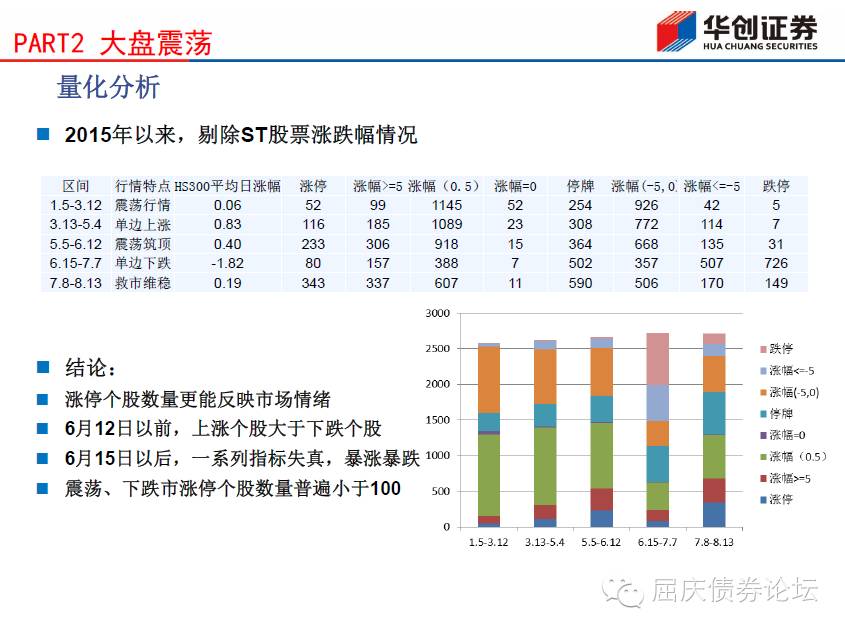 PART2 大盘震荡
华创证券
HUA CHUANG SECURITIES
量化分析
2015年以来，剔除ST股票涨跌幅情况
区间 行情特点 HS300平均日涨幅 涨停 涨幅>=5 涨幅（0.5） 涨幅=0 停牌 涨幅(-5,0) 涨幅<=-5 跌停
1.5-3.12 震荡行情 0.06 52 99 1145 52 254 926 42 5
3.13-5.4 单边上涨 0.83 116 185 1089 23 308 772 114 7
5.5-6.12 震荡筑顶 0.40 233 306 918 15 364 668 135 31
6.15-7.7 单边下跌 -1.82 80 157 388 7 502 357 507 726
7.8-8.13 救市维稳 0.19 343 337 607 11 590 506 170 149
结论：
涨停个股数量更能反映市场情绪
6月12日以前，上涨个股大于下跌个股
6月15日以后，一系列指标失真，暴涨暴跌
震荡、下跌市涨停个股数量普遍小于100
3000
2500
2000
1500
1000
500
0
1.5-3.12 3.13-5.4 5.5-6.12 6.15-7.7 7.8-8.13
跌停
涨幅<=-5
涨幅(-5,0)
停牌
涨幅=0
涨幅（0.5）
涨幅>=5
涨停
屈庆债券论坛